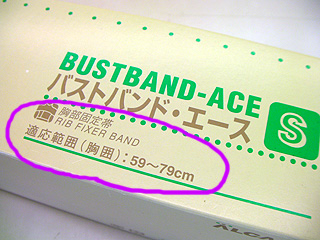 BUSTBAND-ACE
バストバンド・エース
S
胸部固定帯
RIB FIXER BAND
適応範囲(胸囲):59〜79cm
ALCA